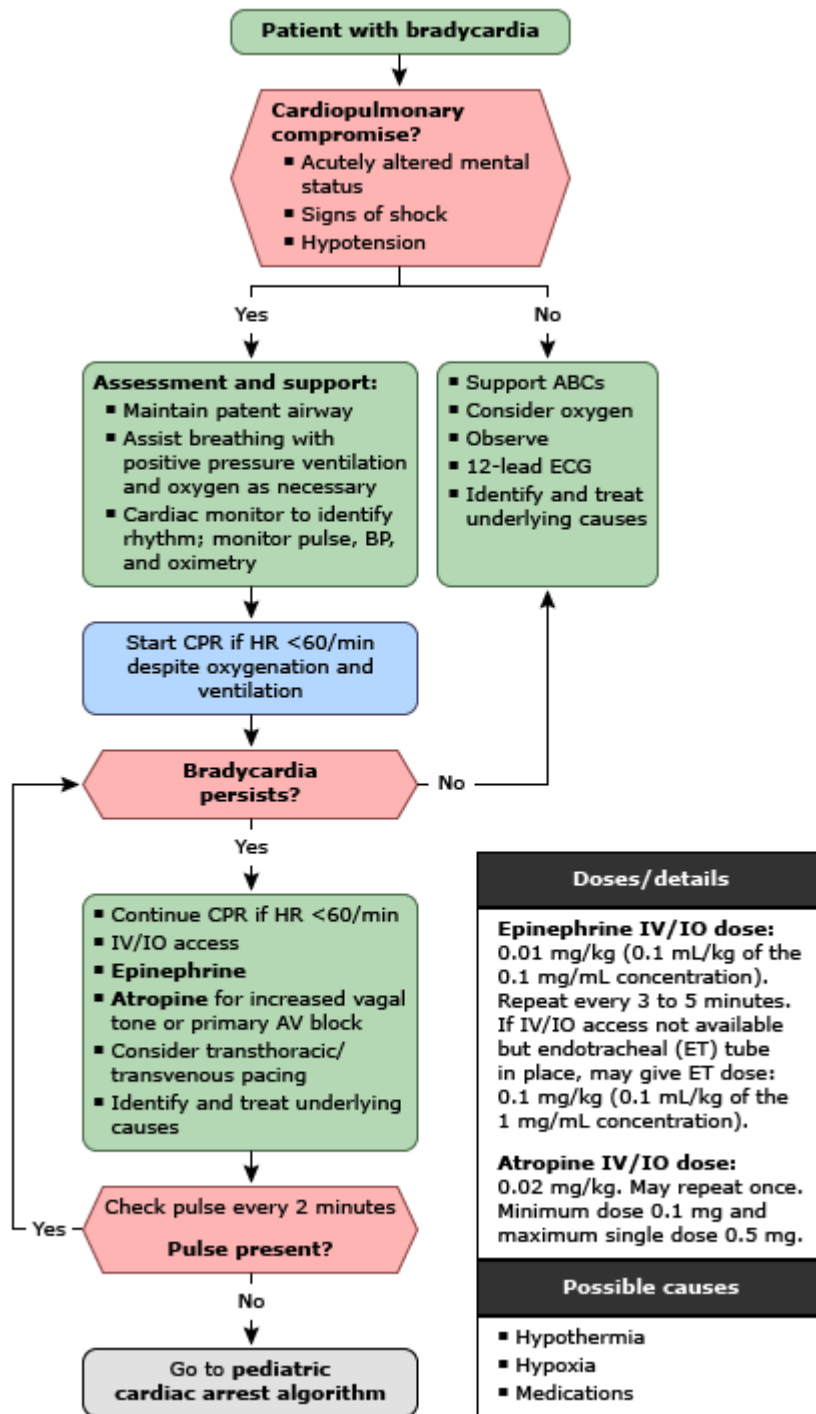 Patient with bradycardia
Cardiopulmonary
compromise?
▪ Acutely altered mental
status
▪ Signs of shock
▪ Hypotension
Yes
No
Assessment and support:
▪ Maintain patent airway
▪ Assist breathing with
positive pressure ventilation
and oxygen as necessary
▪ Cardiac monitor to identify
rhythm; monitor pulse, BP,
and oximetry
▪ Support ABCs
▪ Consider oxygen
▪ Observe
▪ 12-lead ECG
▪ Identify and treat
underlying causes
Start CPR if HR <60/min
despite oxygenation and
ventilation
Bradycardia
persists?
No
Yes
▪ Continue CPR if HR <60/min
▪ IV/IO access
▪ Epinephrine
▪ Atropine for increased vagal
tone or primary AV block
▪ Consider transthoracic/
transvenous pacing
▪ Identify and treat underlying
causes
Check pulse every 2 minutes
Pulse present?
Yes
No
Go to pediatric
cardiac arrest algorithm
Doses/details
Epinephrine IV/IO dose:
0.01 mg/kg (0.1 mL/kg of the
0.1 mg/mL concentration).
Repeat every 3 to 5 minutes.
If IV/IO access not available
but endotracheal (ET) tube
in place, may give ET dose:
0.1 mg/kg (0.1 mL/kg of the
1 mg/mL concentration).
Atropine IV/IO dose:
0.02 mg/kg. May repeat once.
Minimum dose 0.1 mg and
maximum single dose 0.5 mg.
Possible causes
▪ Hypothermia
▪ Hypoxia
▪ Medications